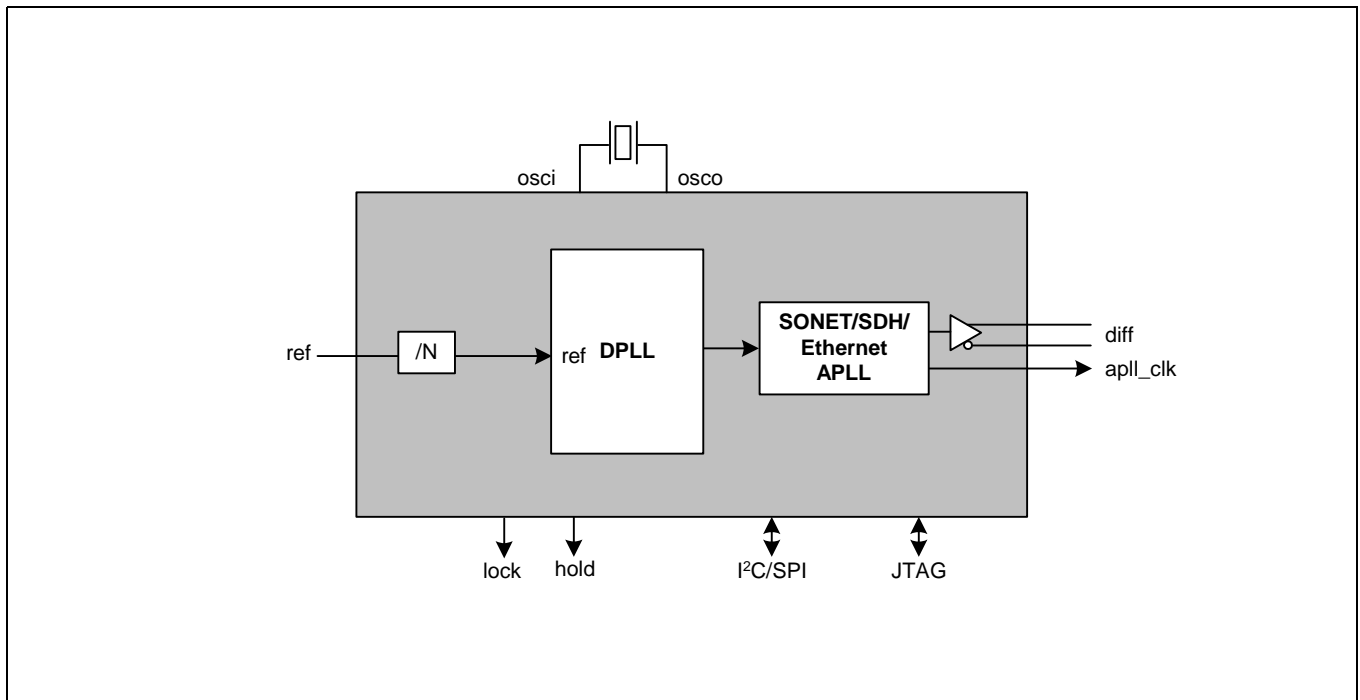 osci
osco
ref
/N
ref
DPLL
SONET/SDH/
Ethernet
APLL
diff
apll_clk
lock
hold
I²C/SPI
JTAG